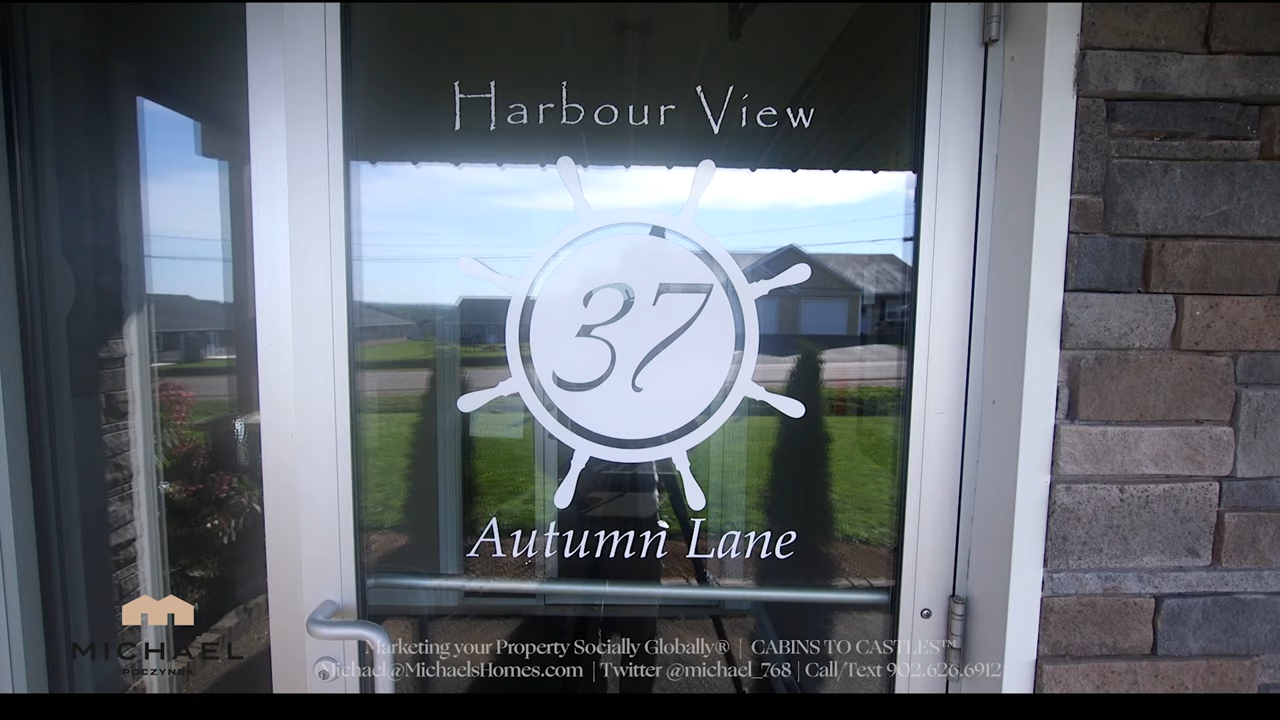 Harbour View
37
Autumn Lane
MICHAEL
POCZYNEK
Marketing your Property Socially Globally® | CABINS TO CASTLES™
Michael@MichaelsHomes.com | Twitter @michael_768 | Call/Text 902.626.6912